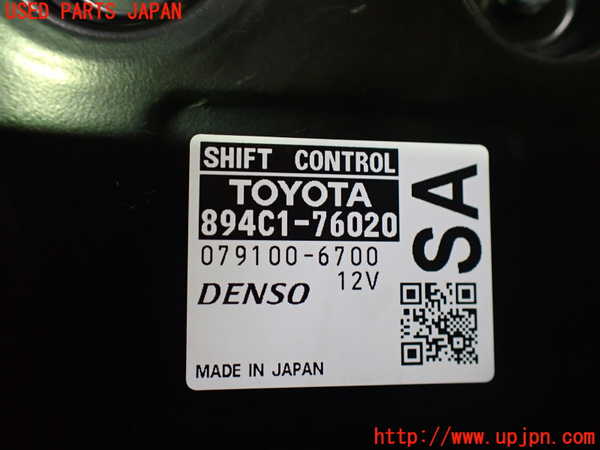 USED PARTS JAPAN
SHIFT CONTROL
TOYOTA
894C1-76020
079100-6700
12V
DENSO
MADE IN JAPAN
SA
http://www.upjpn.com/